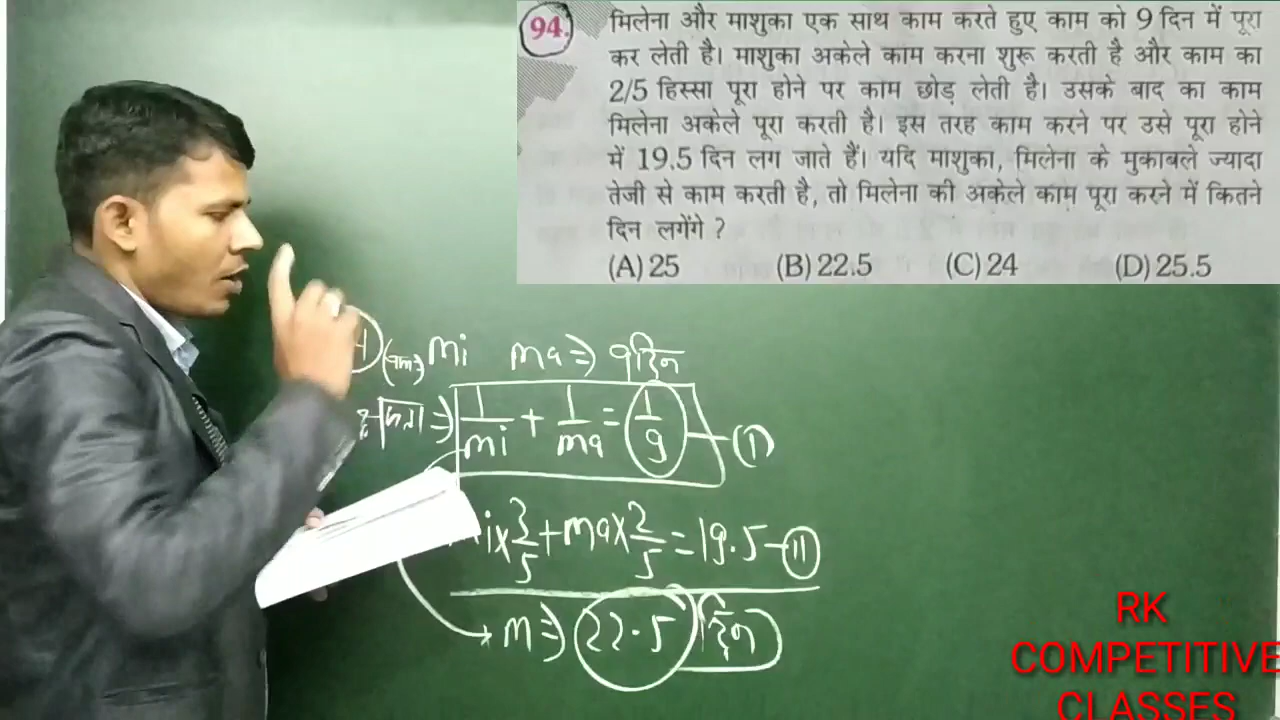 94. मिलेना और माशुका एक साथ काम करते हुए काम को 9 दिन में पूरा
कर लेती है। माशुका अकेले काम करना शुरू करती है और काम का
2/5 हिस्सा पूरा होने पर काम छोड़ लेती है। उसके बाद का काम
मिलेना अकेले पूरा करती है। इस तरह काम करने पर उसे पूरा होने
में 19.5 दिन लग जाते हैं। यदि माशुका, मिलेना के मुकाबले ज्यादा
तेजी से काम करती है, तो मिलेना की अकेले काम पूरा करने में कितने
दिन लगेंगे ?
(A) 25 (B) 22.5 (C) 24 (D) 25.5
mi ma ⇒ 9 दिन
⇒ 1/mi + 1/ma = 1/9 — (I)
i × 3/5 + ma × 2/5 = 19.5 — (II)
m ⇒ 22.5 दिन
RK
COMPETITIVE
CLASSES